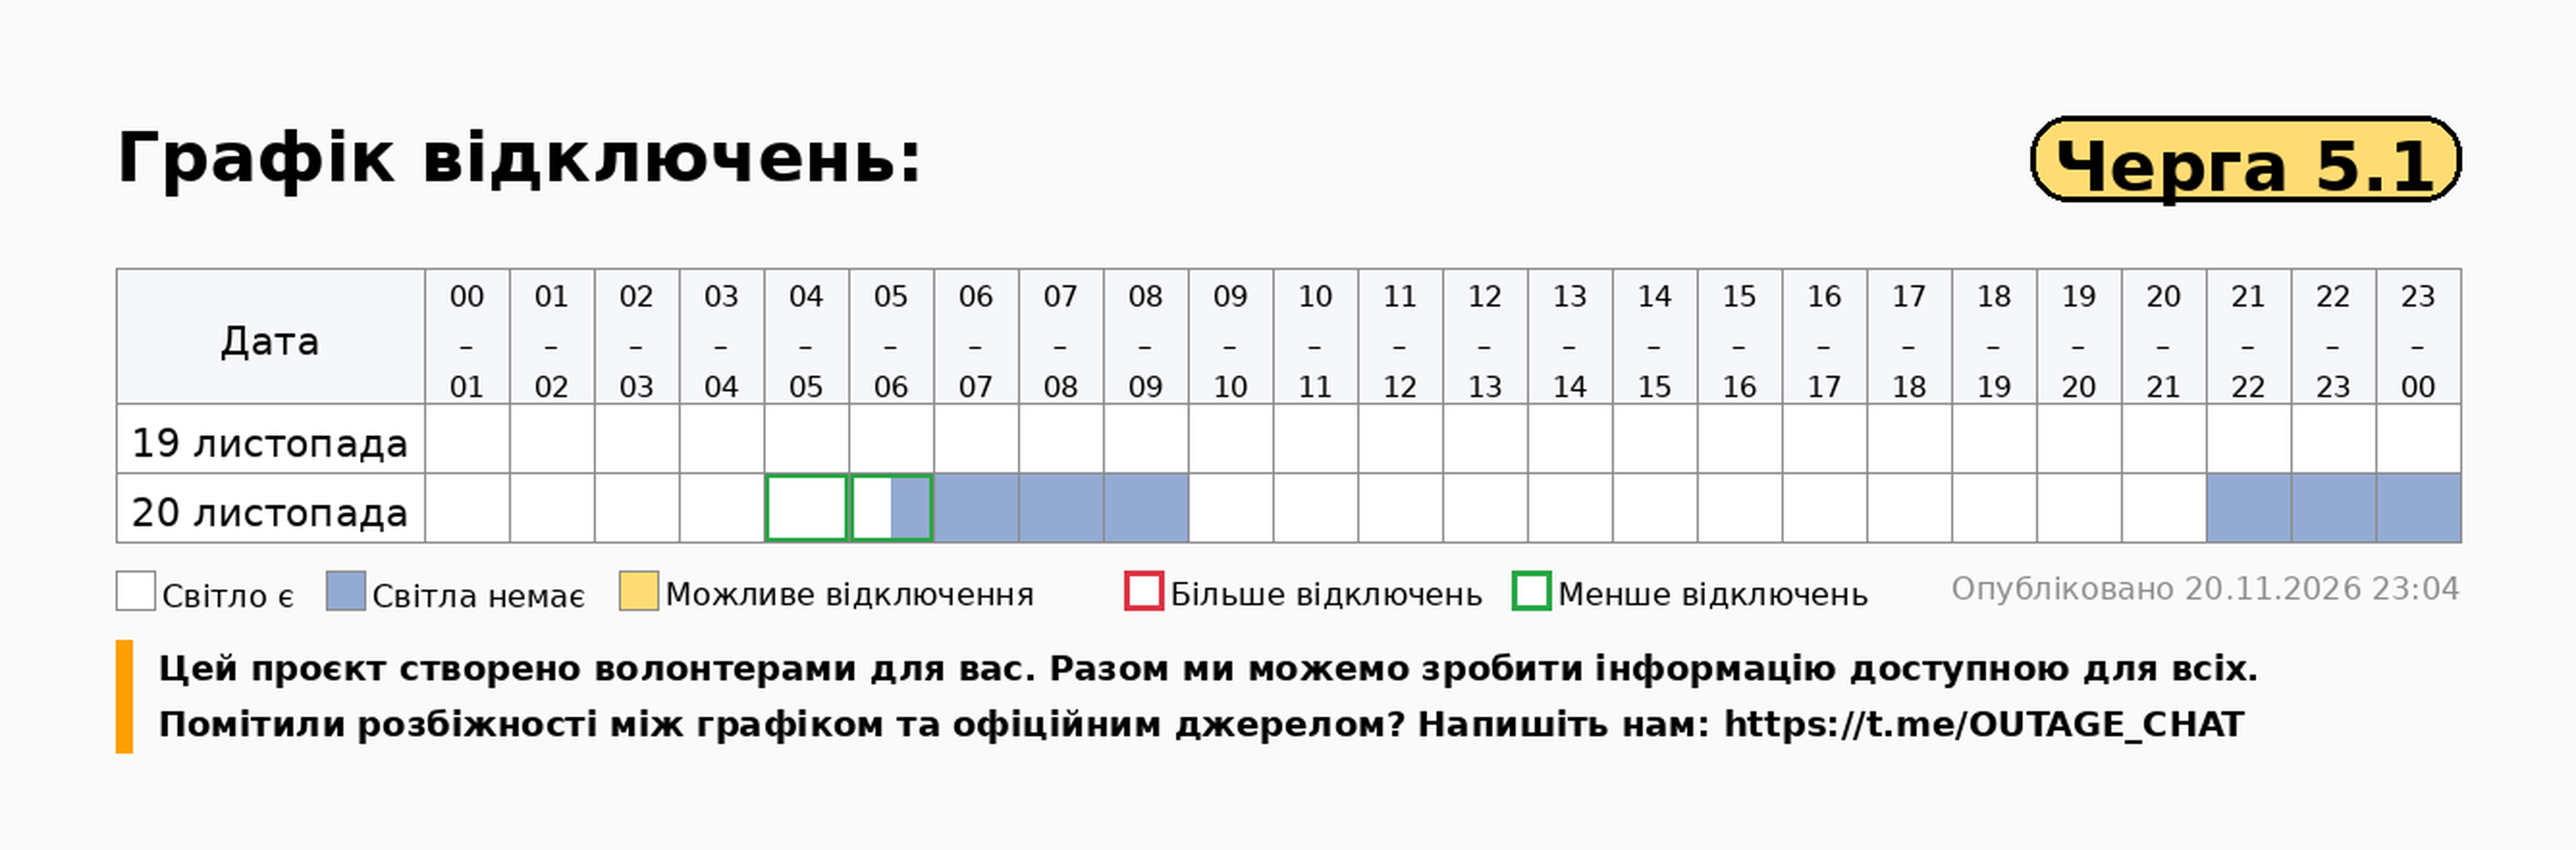 Графік відключень:
Черга 5.1
Дата 00 – 01 01 – 02 02 – 03 03 – 04 04 – 05 05 – 06 06 – 07 07 – 08 08 – 09 09 – 10 10 – 11 11 – 12 12 – 13 13 – 14 14 – 15 15 – 16 16 – 17 17 – 18 18 – 19 19 – 20 20 – 21 21 – 22 22 – 23 23 – 00
19 листопада
20 листопада
Світло є Світла немає Можливе відключення Більше відключень Менше відключень Опубліковано 20.11.2026 23:04
Цей проєкт створено волонтерами для вас. Разом ми можемо зробити інформацію доступною для всіх.
Помітили розбіжності між графіком та офіційним джерелом? Напишіть нам: https://t.me/OUTAGE_CHAT